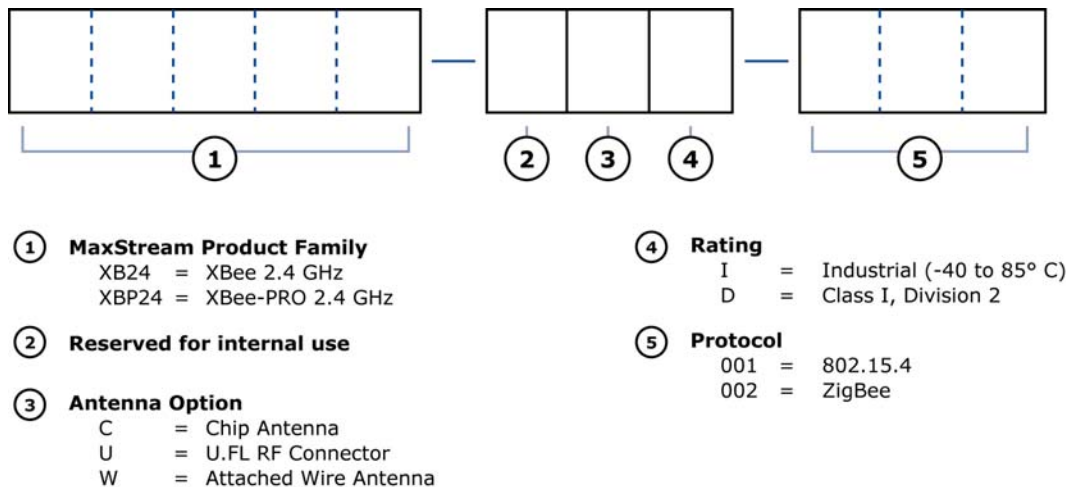 1 2 3 4 5
1 MaxStream Product Family
XB24 = XBee 2.4 GHz
XBP24 = XBee-PRO 2.4 GHz
2 Reserved for internal use
3 Antenna Option
C = Chip Antenna
U = U.FL RF Connector
W = Attached Wire Antenna
4 Rating
I = Industrial (-40 to 85° C)
D = Class I, Division 2
5 Protocol
001 = 802.15.4
002 = ZigBee